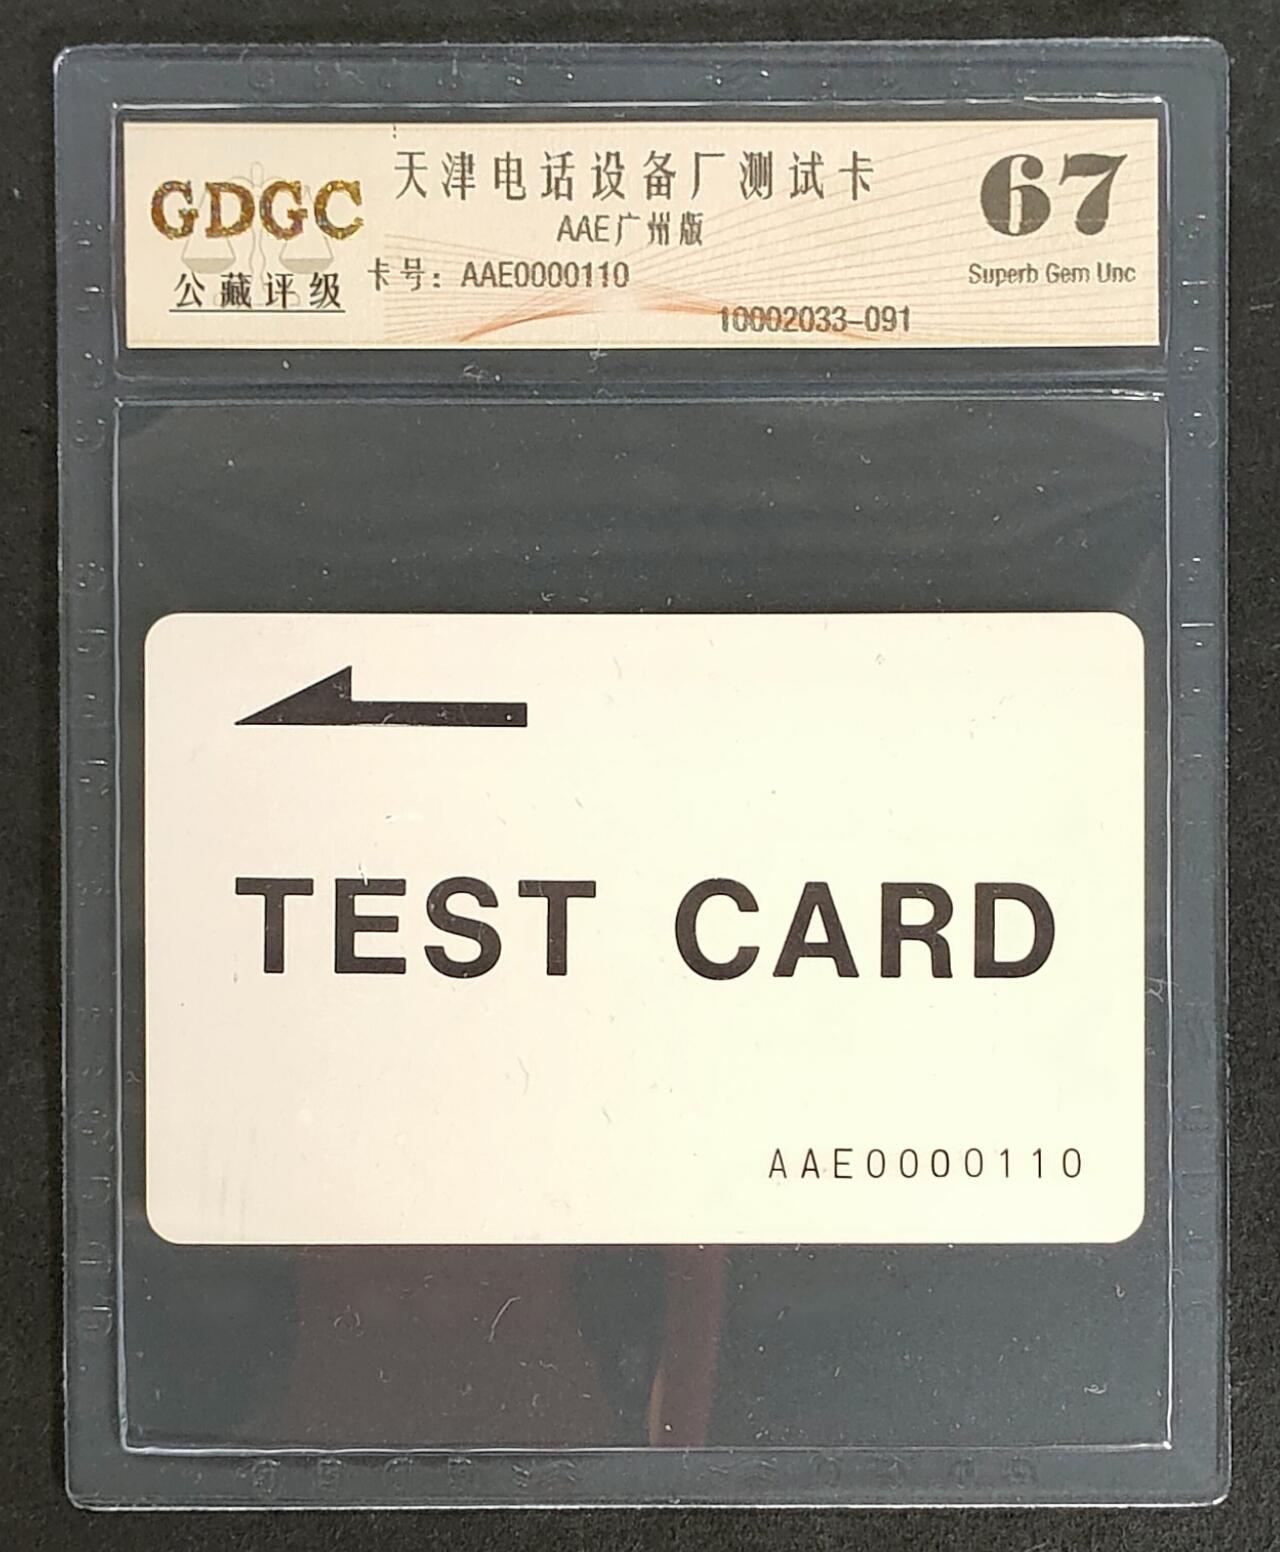 GDGC
公藏评级
天津电话设备厂测试卡
AAE广州版
卡号：AAE0000110
10002033-091
67
Superb Gem Unc
TEST CARD
AAE0000110